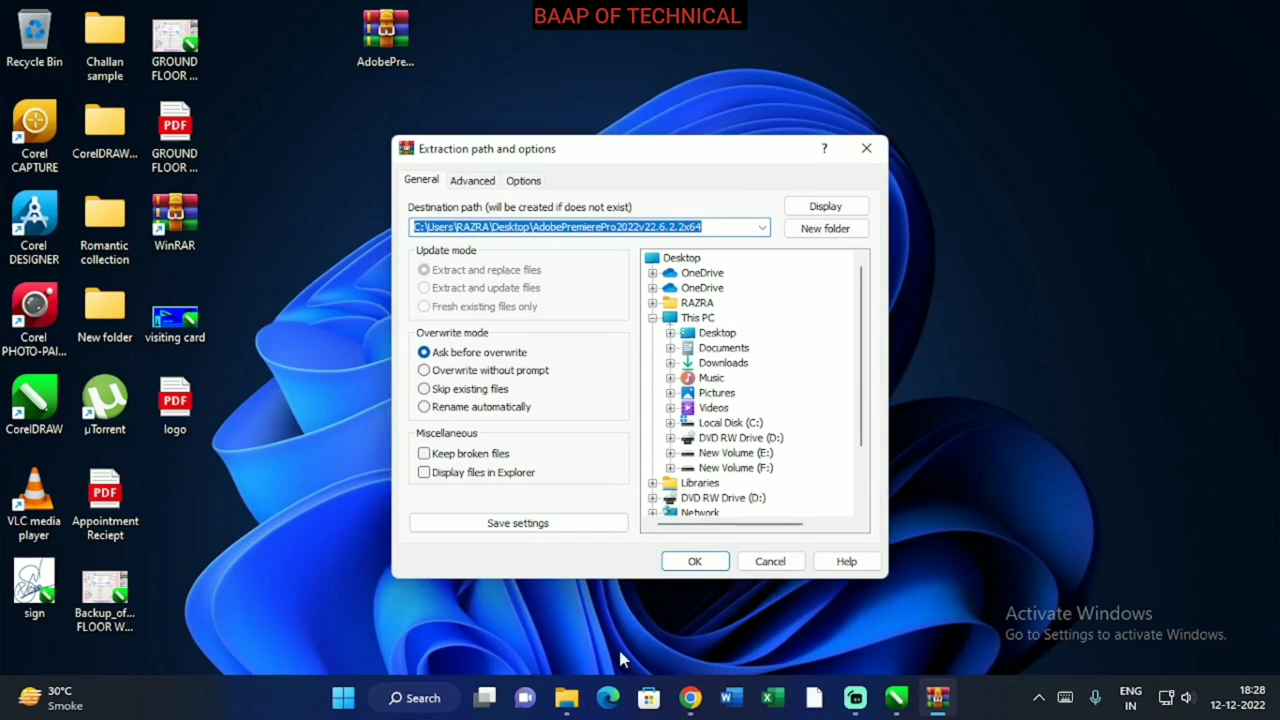 BAAP OF TECHNICAL
Recycle Bin
Challan
sample
GROUND
FLOOR ...
AdobePre...
Corel
CAPTURE
CorelDRAW...
GROUND
FLOOR ...
PDF
Corel
DESIGNER
Romantic
collection
WinRAR
Corel
PHOTO-PAI...
New folder
visiting card
CorelDRAW
µTorrent
PDF
logo
VLC media
player
PDF
Appointment
Reciept
sign
Backup_of...
FLOOR W...
Extraction path and options
?
General
Advanced
Options
Destination path (will be created if does not exist)
Display
C:\Users\RAZRA\Desktop\AdobePremierePro2022v22.6.2.2x64
New folder
Update mode
Extract and replace files
Extract and update files
Fresh existing files only
Overwrite mode
Ask before overwrite
Overwrite without prompt
Skip existing files
Rename automatically
Miscellaneous
Keep broken files
Display files in Explorer
Save settings
Desktop
OneDrive
OneDrive
RAZRA
This PC
Desktop
Documents
Downloads
Music
Pictures
Videos
Local Disk (C:)
DVD RW Drive (D:)
New Volume (E:)
New Volume (F:)
Libraries
DVD RW Drive (D:)
Network
OK
Cancel
Help
Activate Windows
Go to Settings to activate Windows.
30°C
Smoke
Search
ENG
IN
18:28
12-12-2022